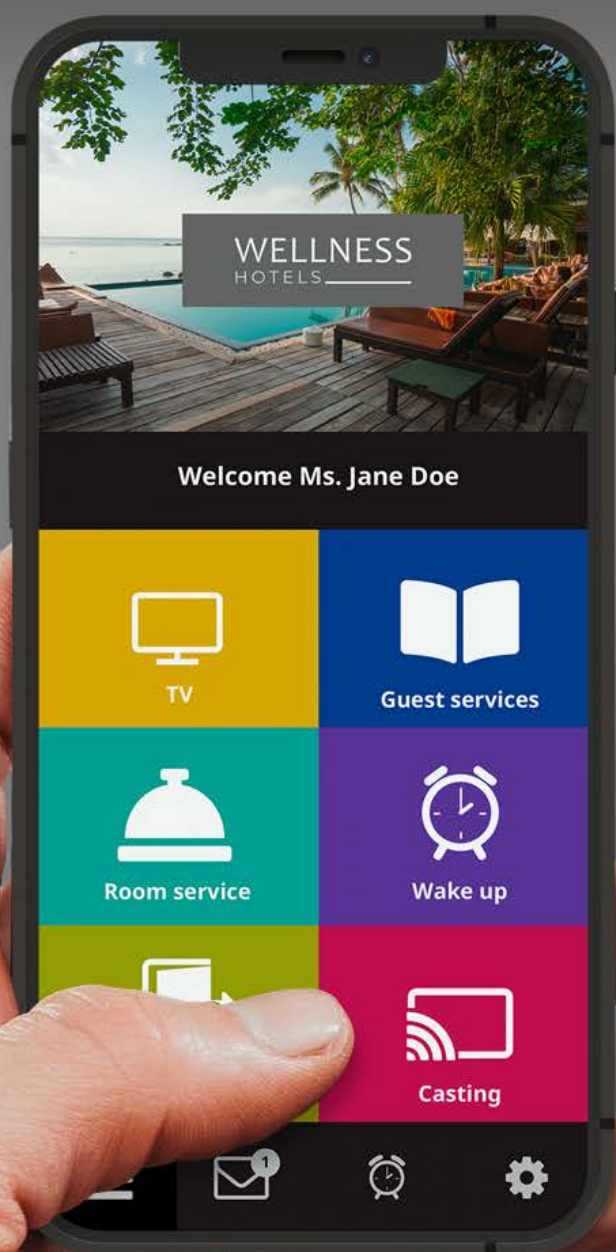 WELLNESS
HOTELS
Welcome Ms. Jane Doe
TV
Guest services
Room service
Wake up
Casting
1